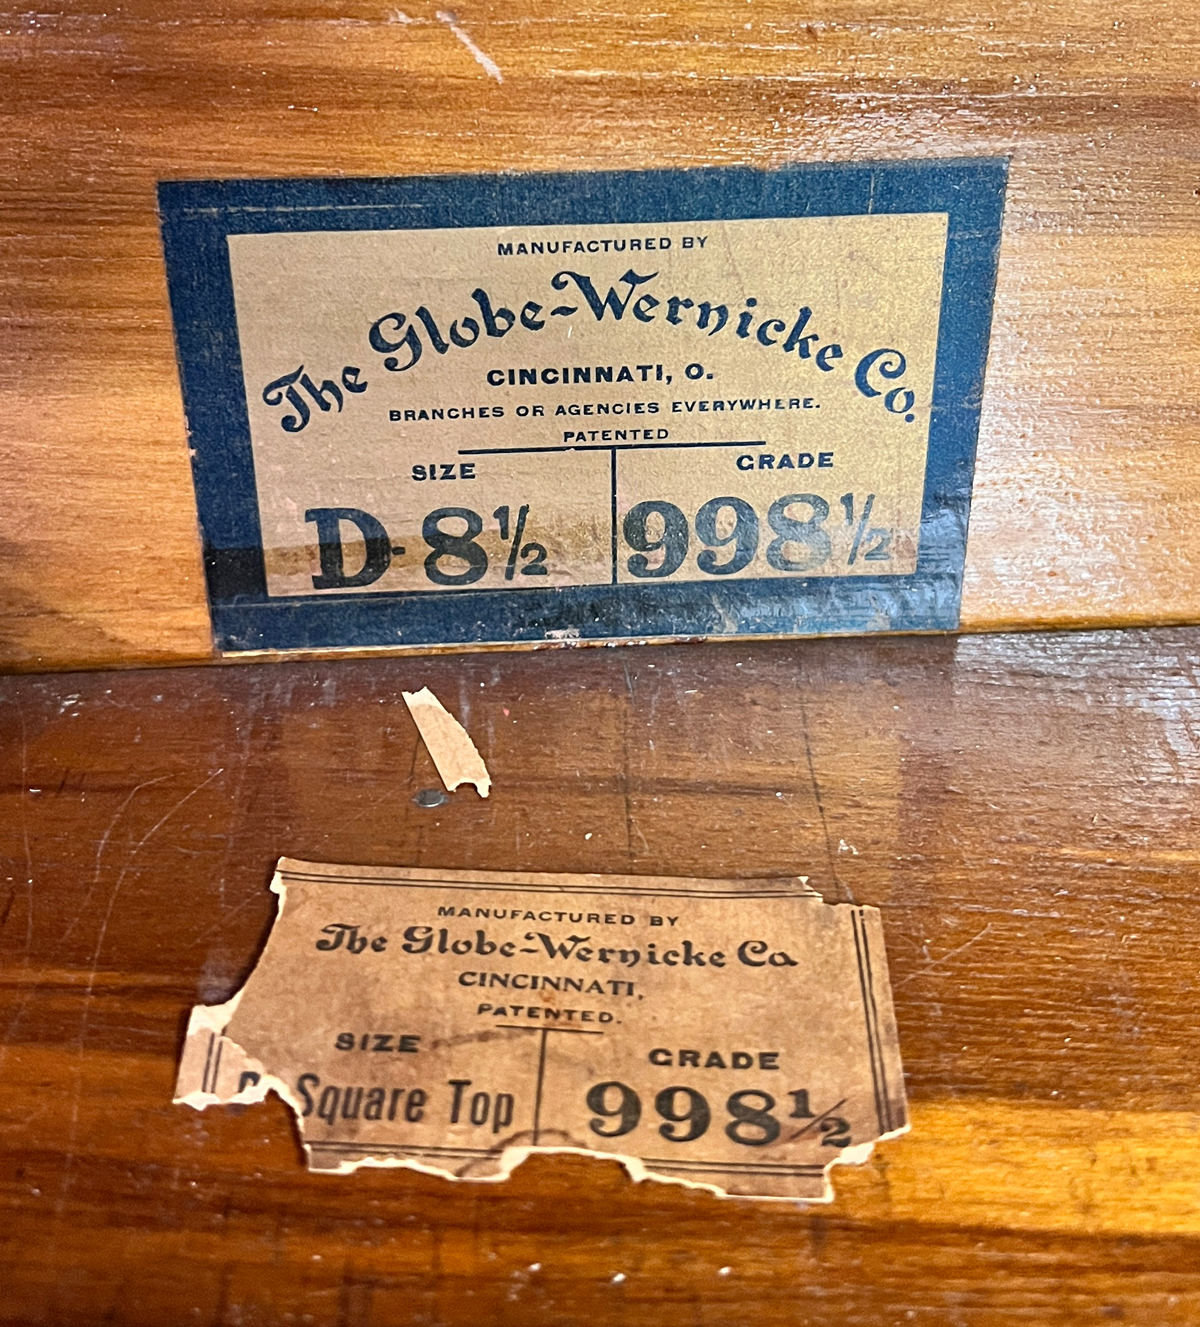 MANUFACTURED BY
The Globe-Wernicke Co.
CINCINNATI, O.
BRANCHES OR AGENCIES EVERYWHERE.
PATENTED
SIZE GRADE
D-8½ 998½
MANUFACTURED BY
The Globe-Wernicke Co
CINCINNATI,
PATENTED.
SIZE GRADE
Square Top 998½